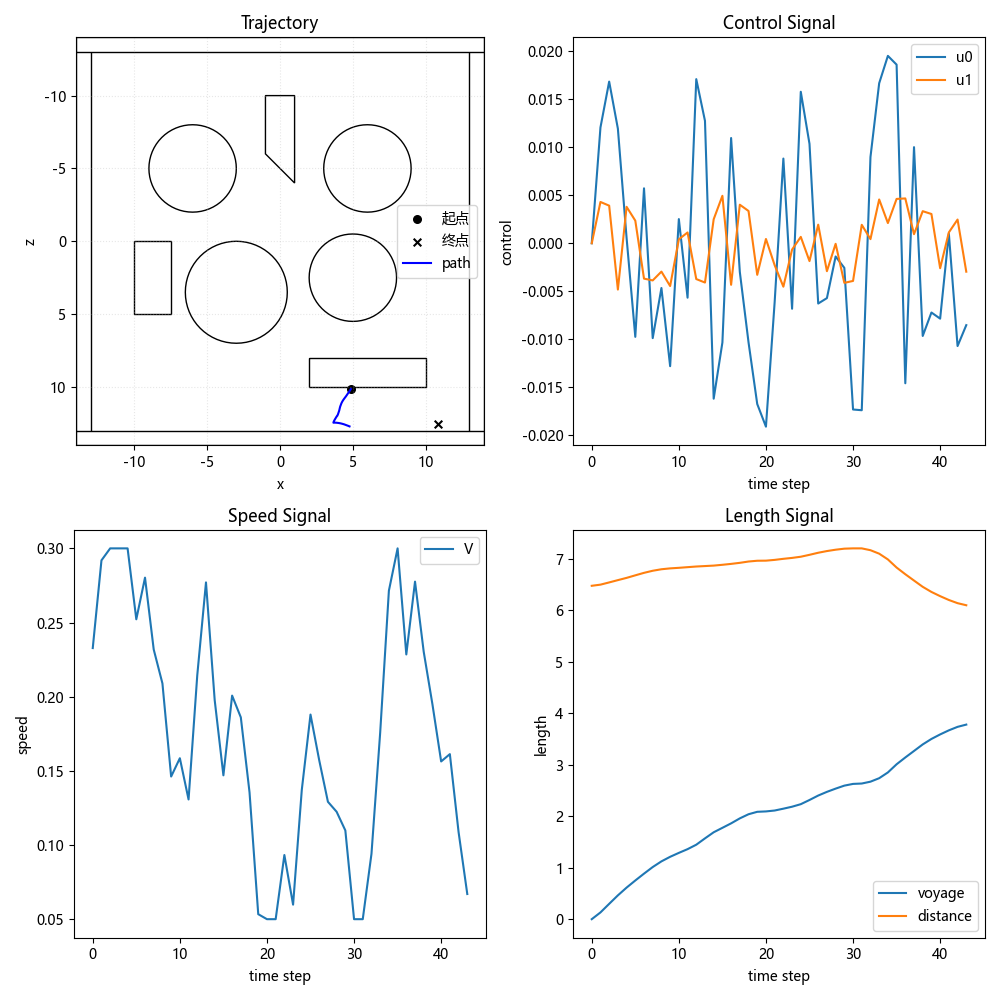 Trajectory
-10
-5
0
5
10
z
-10
-5
0
5
10
x
起点
终点
path
Control Signal
0.020
0.015
0.010
0.005
0.000
-0.005
-0.010
-0.015
-0.020
control
0
10
20
30
40
time step
u0
u1
Speed Signal
0.30
0.25
0.20
0.15
0.10
0.05
speed
0
10
20
30
40
time step
V
Length Signal
7
6
5
4
3
2
1
0
length
0
10
20
30
40
time step
voyage
distance